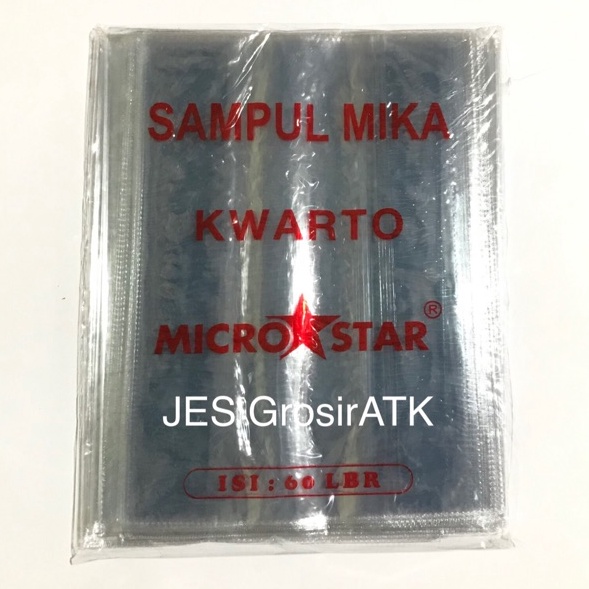 SAMPUL MIKA
KWARTO
MICRO STAR ®
JES GrosirATK
ISI : 60 LBR